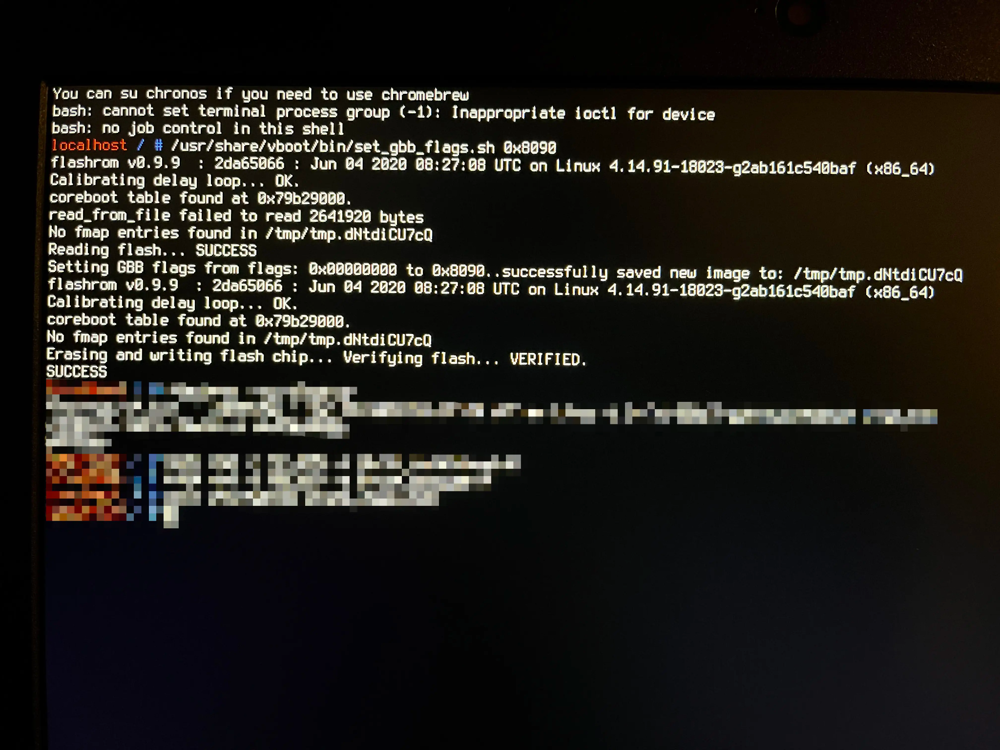 You can su chronos if you need to use chromebrew
bash: cannot set terminal process group (-1): Inappropriate ioctl for device
bash: no job control in this shell
localhost / # /usr/share/vboot/bin/set_gbb_flags.sh 0x8090
flashrom v0.9.9  : 2da65066 : Jun 04 2020 08:27:08 UTC on Linux 4.14.91-18023-g2ab161c540baf (x86_64)
Calibrating delay loop... OK.
coreboot table found at 0x79b29000.
read_from_file failed to read 2641920 bytes
No fmap entries found in /tmp/tmp.dNtdiCU7cQ
Reading flash... SUCCESS
Setting GBB flags from flags: 0x00000000 to 0x8090..successfully saved new image to: /tmp/tmp.dNtdiCU7cQ
flashrom v0.9.9  : 2da65066 : Jun 04 2020 08:27:08 UTC on Linux 4.14.91-18023-g2ab161c540baf (x86_64)
Calibrating delay loop... OK.
coreboot table found at 0x79b29000.
No fmap entries found in /tmp/tmp.dNtdiCU7cQ
Erasing and writing flash chip... Verifying flash... VERIFIED.
SUCCESS